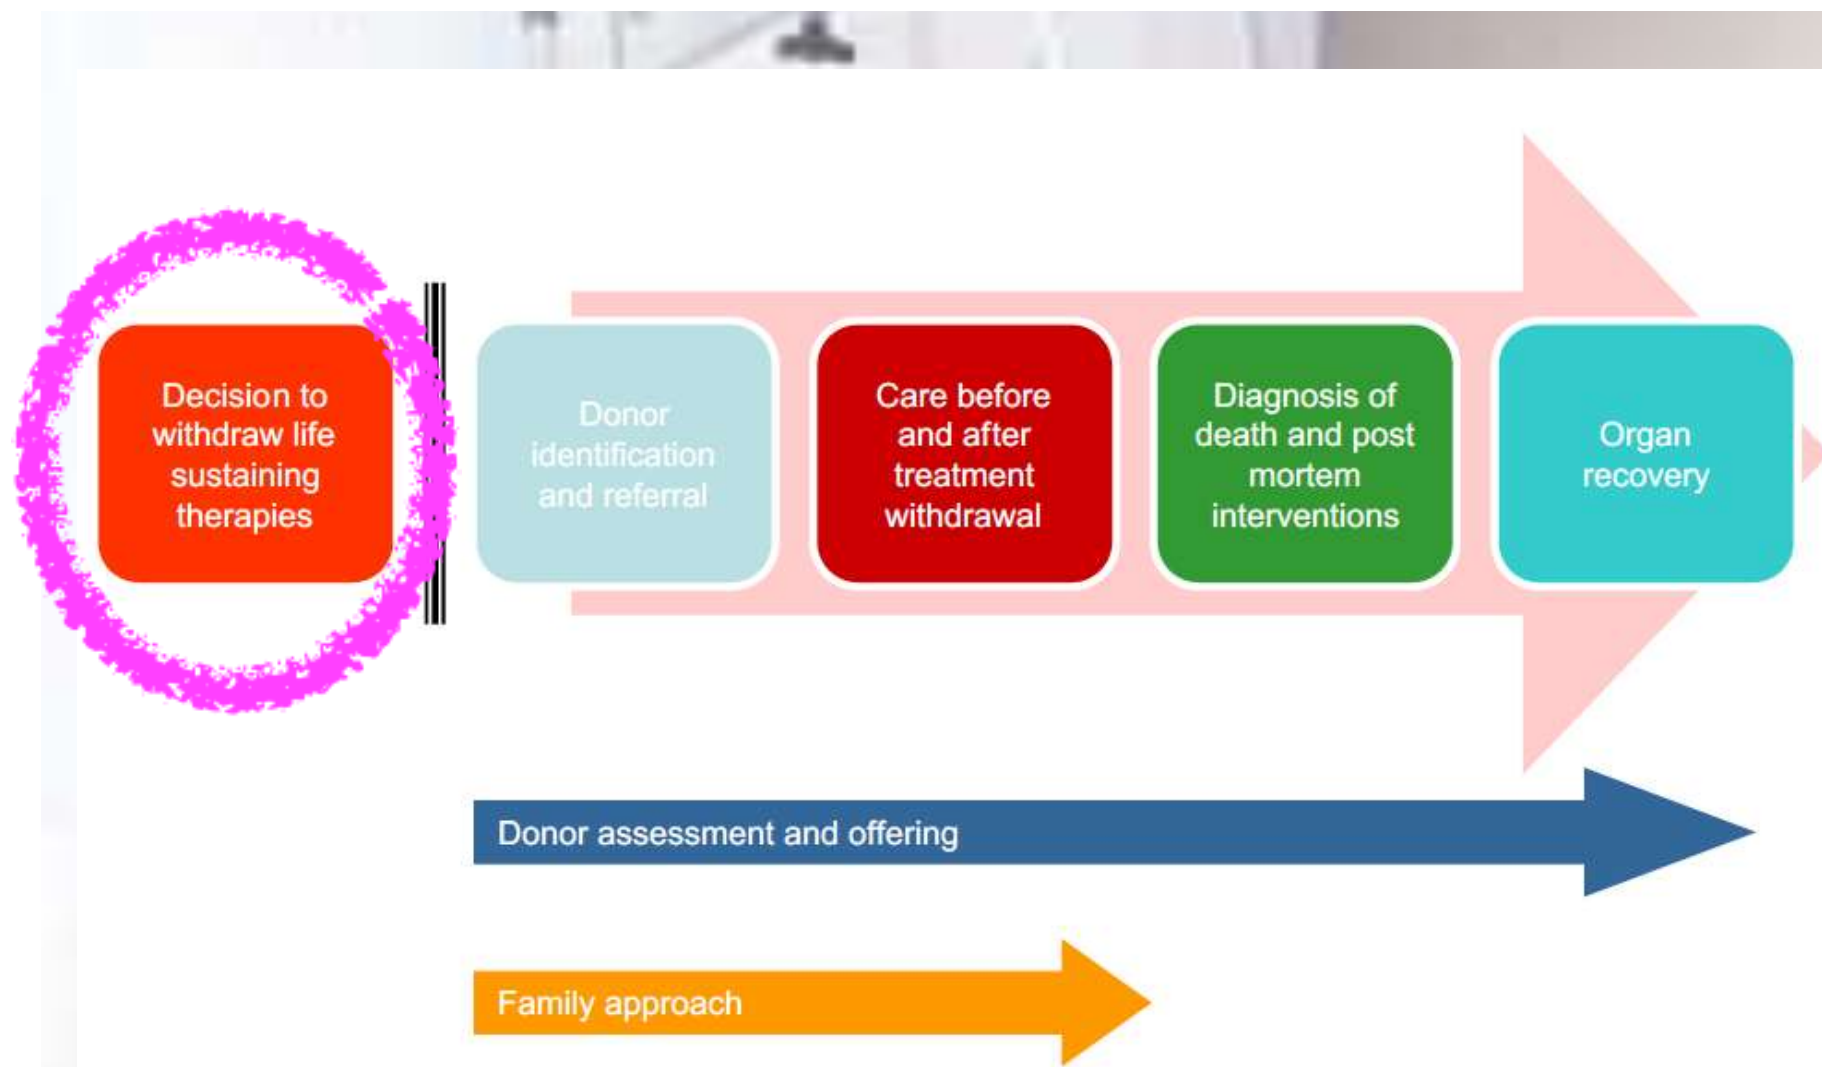 Decision to
withdraw life
sustaining
therapies
Donor
identification
and referral
Care before
and after
treatment
withdrawal
Diagnosis of
death and post
mortem
interventions
Organ
recovery
Donor assessment and offering
Family approach